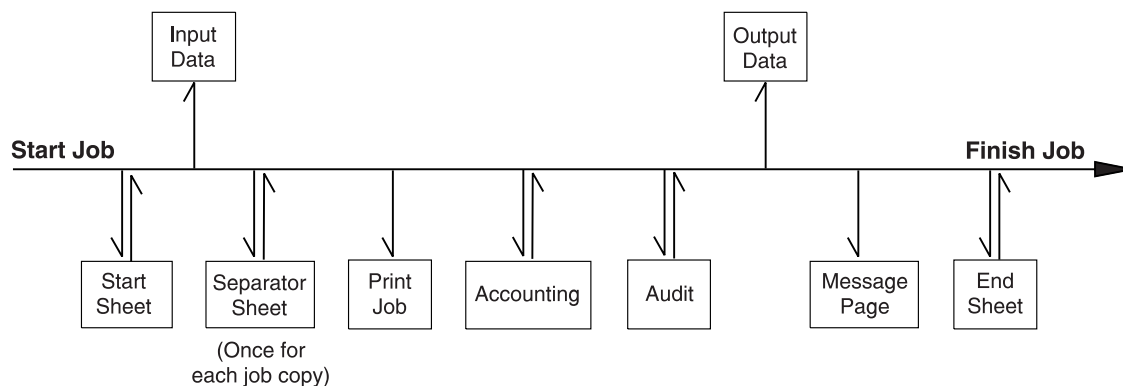 Input
Data
Output
Data
Start Job
Finish Job
Start
Sheet
Separator
Sheet
(Once for
each job copy)
Print
Job
Accounting
Audit
Message
Page
End
Sheet